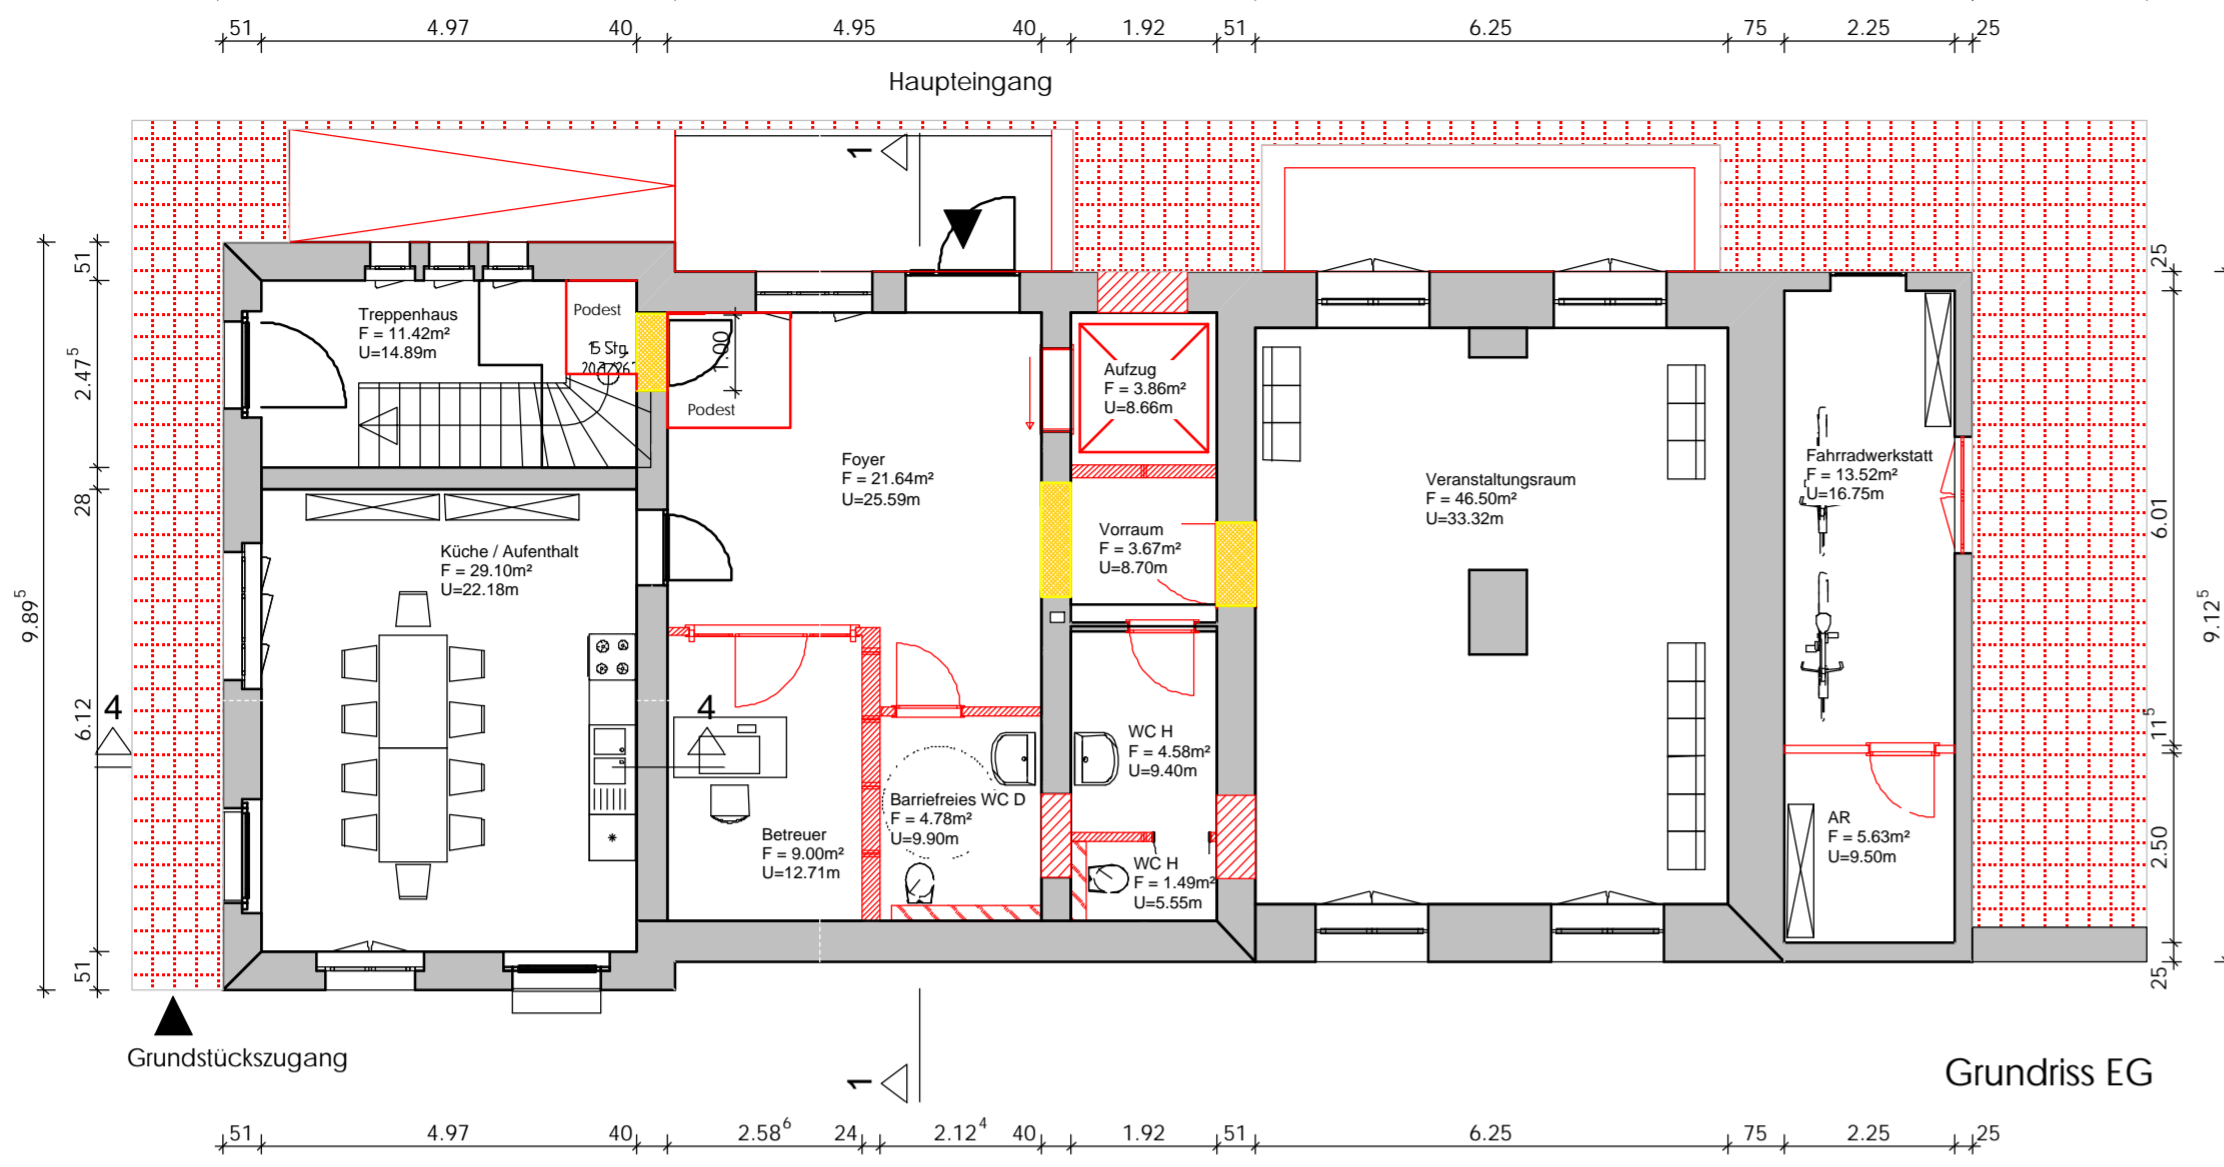 51 4.97 40 4.95 40 1.92 51 6.25 75 2.25 25
Haupteingang
1
51
25
Treppenhaus
F = 11.42m²
U=14.89m
Podest
15 Stg.
1.00
Podest
2.47⁵
Aufzug
F = 3.86m²
U=8.66m
Foyer
F = 21.64m²
U=25.59m
Veranstaltungsraum
F = 46.50m²
U=33.32m
Fahrradwerkstatt
F = 13.52m²
U=16.75m
28
6.01
Vorraum
F = 3.67m²
U=8.70m
Küche / Aufenthalt
F = 29.10m²
U=22.18m
9.89⁵
9.12⁵
6.12
4
4
11⁵
WC H
F = 4.58m²
U=9.40m
Barriefreies WC D
F = 4.78m²
U=9.90m
Betreuer
F = 9.00m²
U=12.71m
AR
F = 5.63m²
U=9.50m
2.50
WC H
F = 1.49m²
U=5.55m
51
25
Grundstückszugang
1
Grundriss EG
51 4.97 40 2.58⁶ 24 2.12⁴ 40 1.92 51 6.25 75 2.25 25